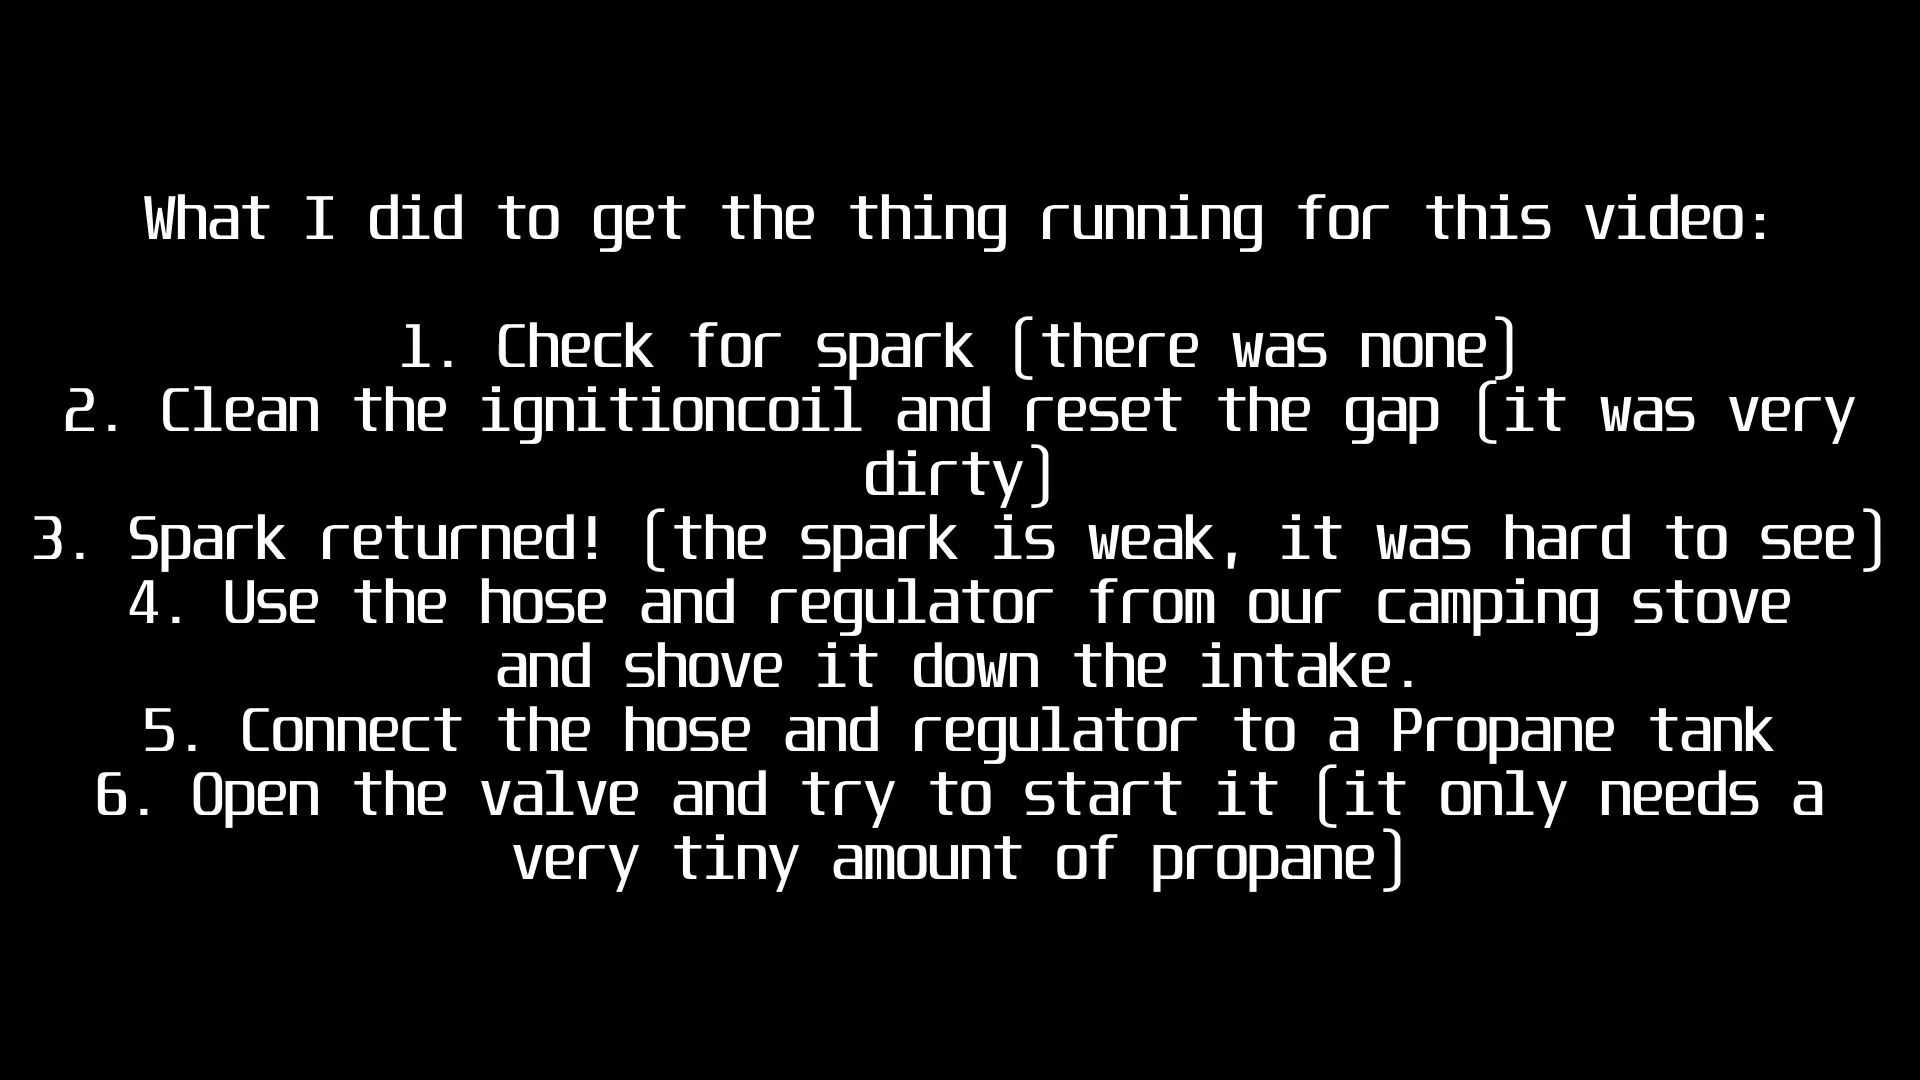 What I did to get the thing running for this video:
1. Check for spark (there was none)
2. Clean the ignitioncoil and reset the gap (it was very
dirty)
3. Spark returned! (the spark is weak, it was hard to see)
4. Use the hose and regulator from our camping stove
and shove it down the intake.
5. Connect the hose and regulator to a Propane tank
6. Open the valve and try to start it (it only needs a
very tiny amount of propane)